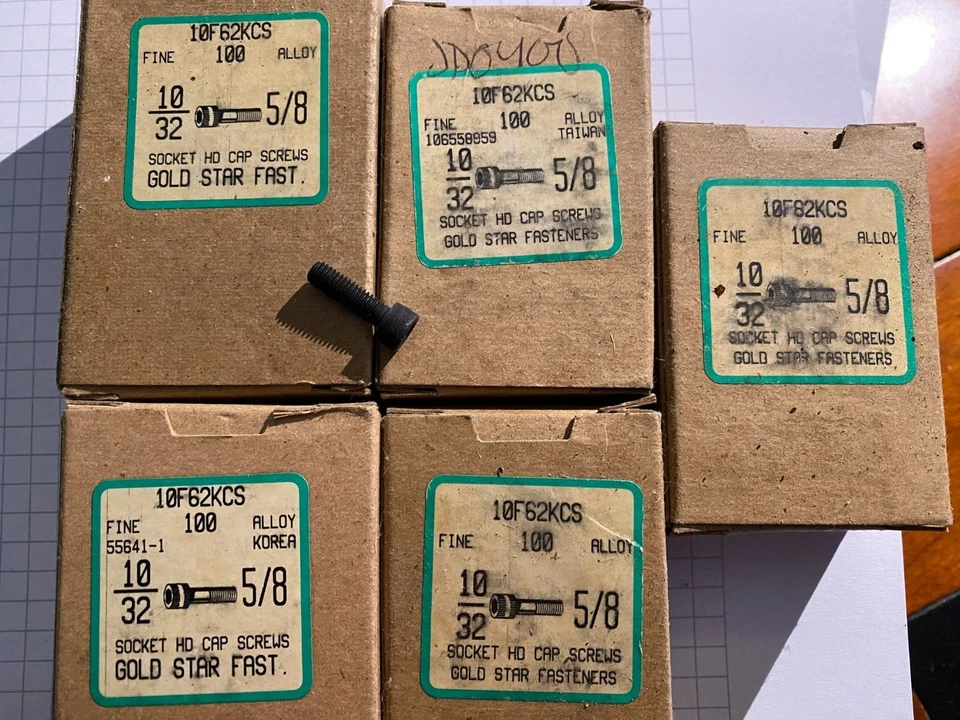 10F62KCS
FINE 100 ALLOY
10
32
5/8
SOCKET HD CAP SCREWS
GOLD STAR FAST.
10F62KCS
FINE 100 ALLOY
106558959 TAIWAN
10
32
5/8
SOCKET HD CAP SCREWS
GOLD STAR FASTENERS
10F62KCS
FINE 100 ALLOY
10
32
5/8
SOCKET HD CAP SCREWS
GOLD STAR FASTENERS
10F62KCS
FINE 100 ALLOY
55641-1 KOREA
10
32
5/8
SOCKET HD CAP SCREWS
GOLD STAR FAST.
10F62KCS
FINE 100 ALLOY
10
32
5/8
SOCKET HD CAP SCREWS
GOLD STAR FASTENERS